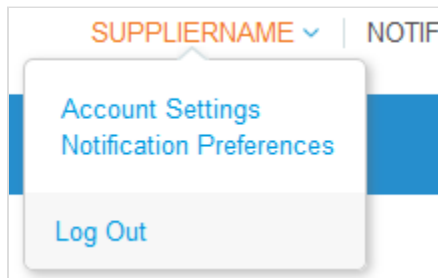 SUPPLIERNAME NOTIF
Account Settings
Notification Preferences
Log Out